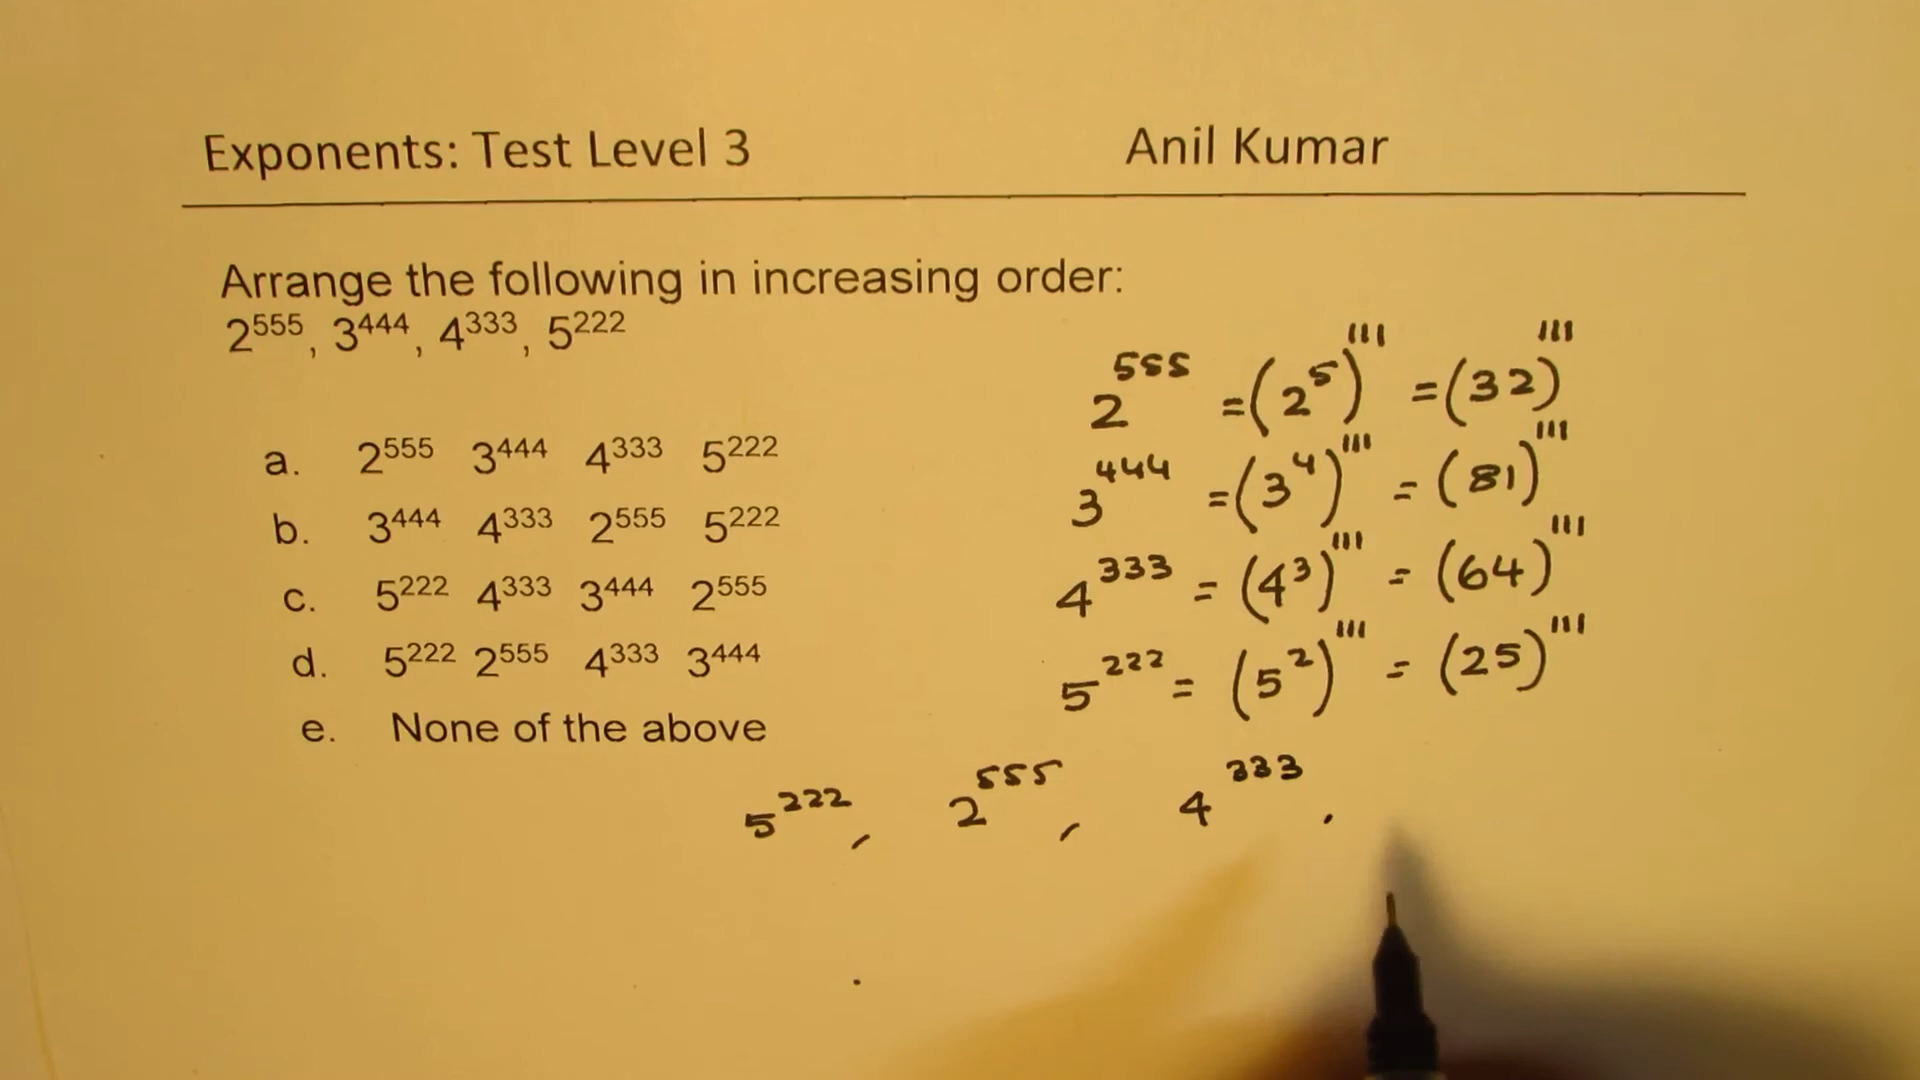 Exponents: Test Level 3 Anil Kumar
Arrange the following in increasing order:
2^555, 3^444, 4^333, 5^222
a. 2^555 3^444 4^333 5^222
b. 3^444 4^333 2^555 5^222
c. 5^222 4^333 3^444 2^555
d. 5^222 2^555 4^333 3^444
e. None of the above
2^555 = (2^5)^111 = (32)^111
3^444 = (3^4)^111 = (81)^111
4^333 = (4^3)^111 = (64)^111
5^222 = (5^2)^111 = (25)^111
5^222, 2^555, 4^333,